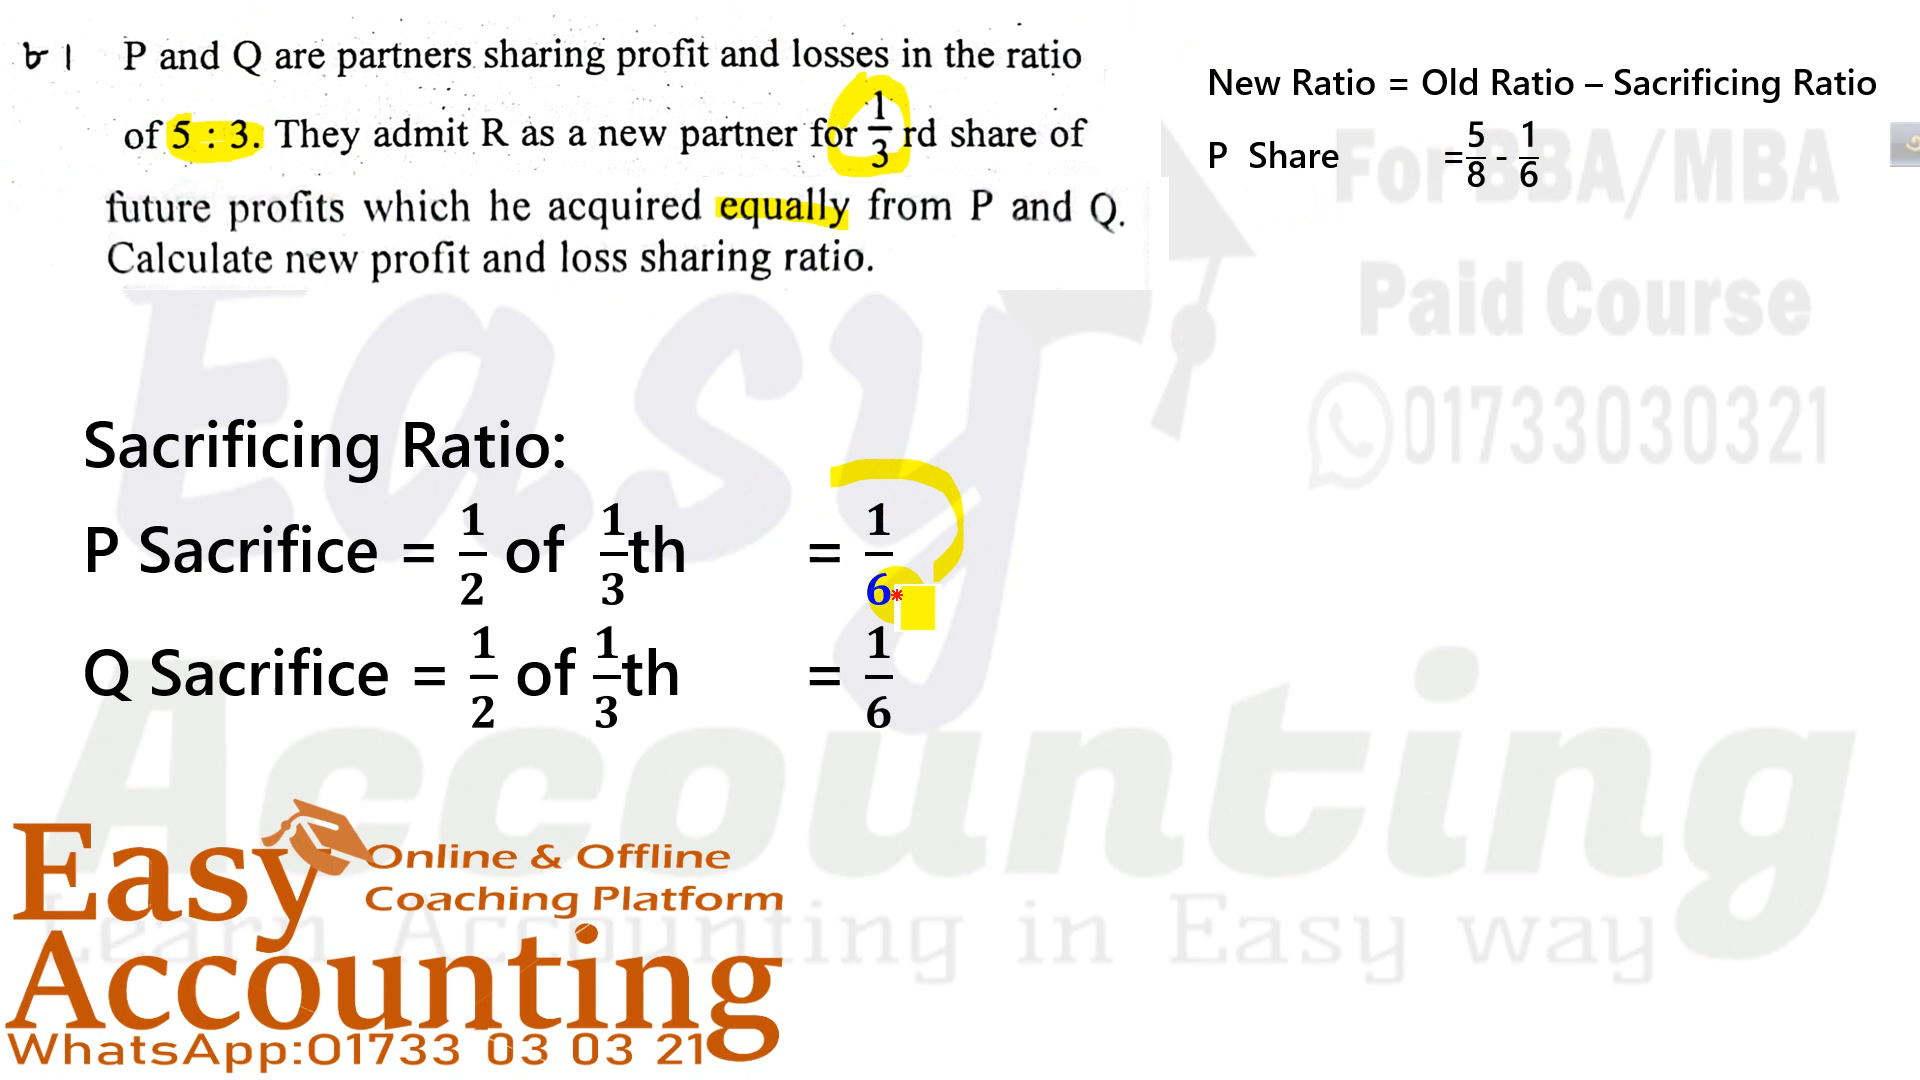 ৮। P and Q are partners sharing profit and losses in the ratio
of 5 : 3. They admit R as a new partner for 1/3 rd share of
future profits which he acquired equally from P and Q.
Calculate new profit and loss sharing ratio.
New Ratio = Old Ratio – Sacrificing Ratio
P Share = 5/8 - 1/6
For BBA/MBA
Paid Course
01733030321
Sacrificing Ratio:
P Sacrifice = 1/2 of 1/3th = 1/6
Q Sacrifice = 1/2 of 1/3th = 1/6
Easy
Accounting
Learn Accounting in Easy way
Easy
Online & Offline
Coaching Platform
Accounting
WhatsApp:01733 03 03 21